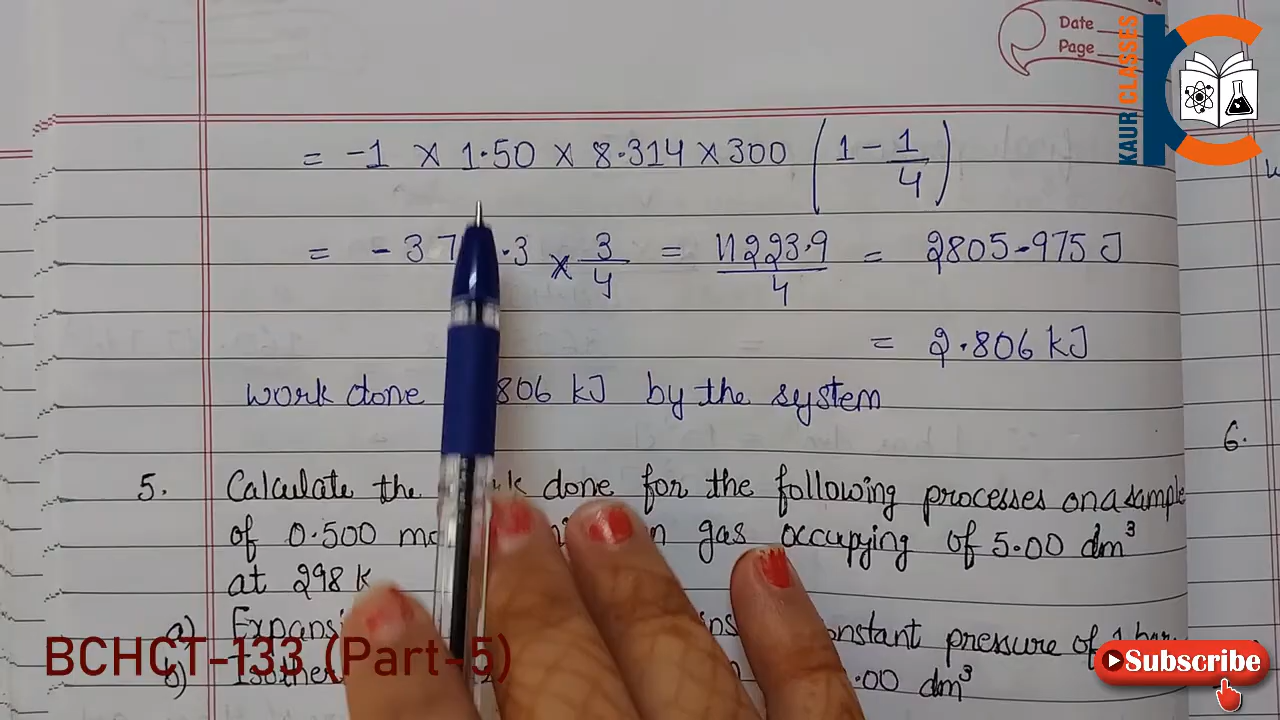 Date
Page
KAUR CLASSES
= -1 × 1.50 × 8.314 × 300 (1 - 1/4)
= - 3 7 .3 × 3/4 = 11223.9/4 = 2805-975 J
= 2.806 kJ
work done 806 kJ by the system
6.
5. Calculate the done for the following processes on a sample
of 0.500 gas occupying of 5.00 dm³
at 298 K
a) constant pressure of 1 bar
b) .00 dm³
BCHCT-133 (Part-5)
Subscribe